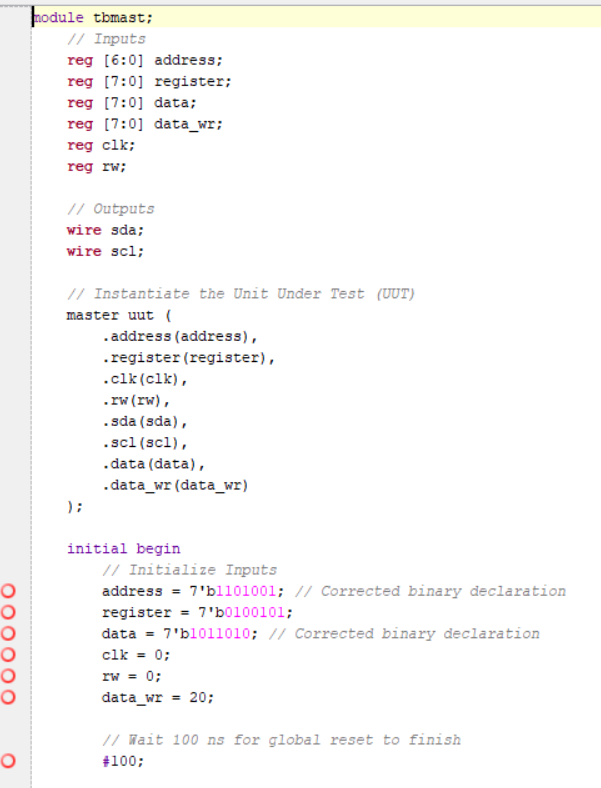 module tbmast;
// Inputs
reg [6:0] address;
reg [7:0] register;
reg [7:0] data;
reg [7:0] data_wr;
reg clk;
reg rw;
// Outputs
wire sda;
wire scl;
// Instantiate the Unit Under Test (UUT)
master uut (
.address(address),
.register(register),
.clk(clk),
.rw(rw),
.sda(sda),
.scl(scl),
.data(data),
.data_wr(data_wr)
);
initial begin
// Initialize Inputs
address = 7'b1101001; // Corrected binary declaration
register = 7'b0100101;
data = 7'b1011010; // Corrected binary declaration
clk = 0;
rw = 0;
data_wr = 20;
// Wait 100 ns for global reset to finish
#100;